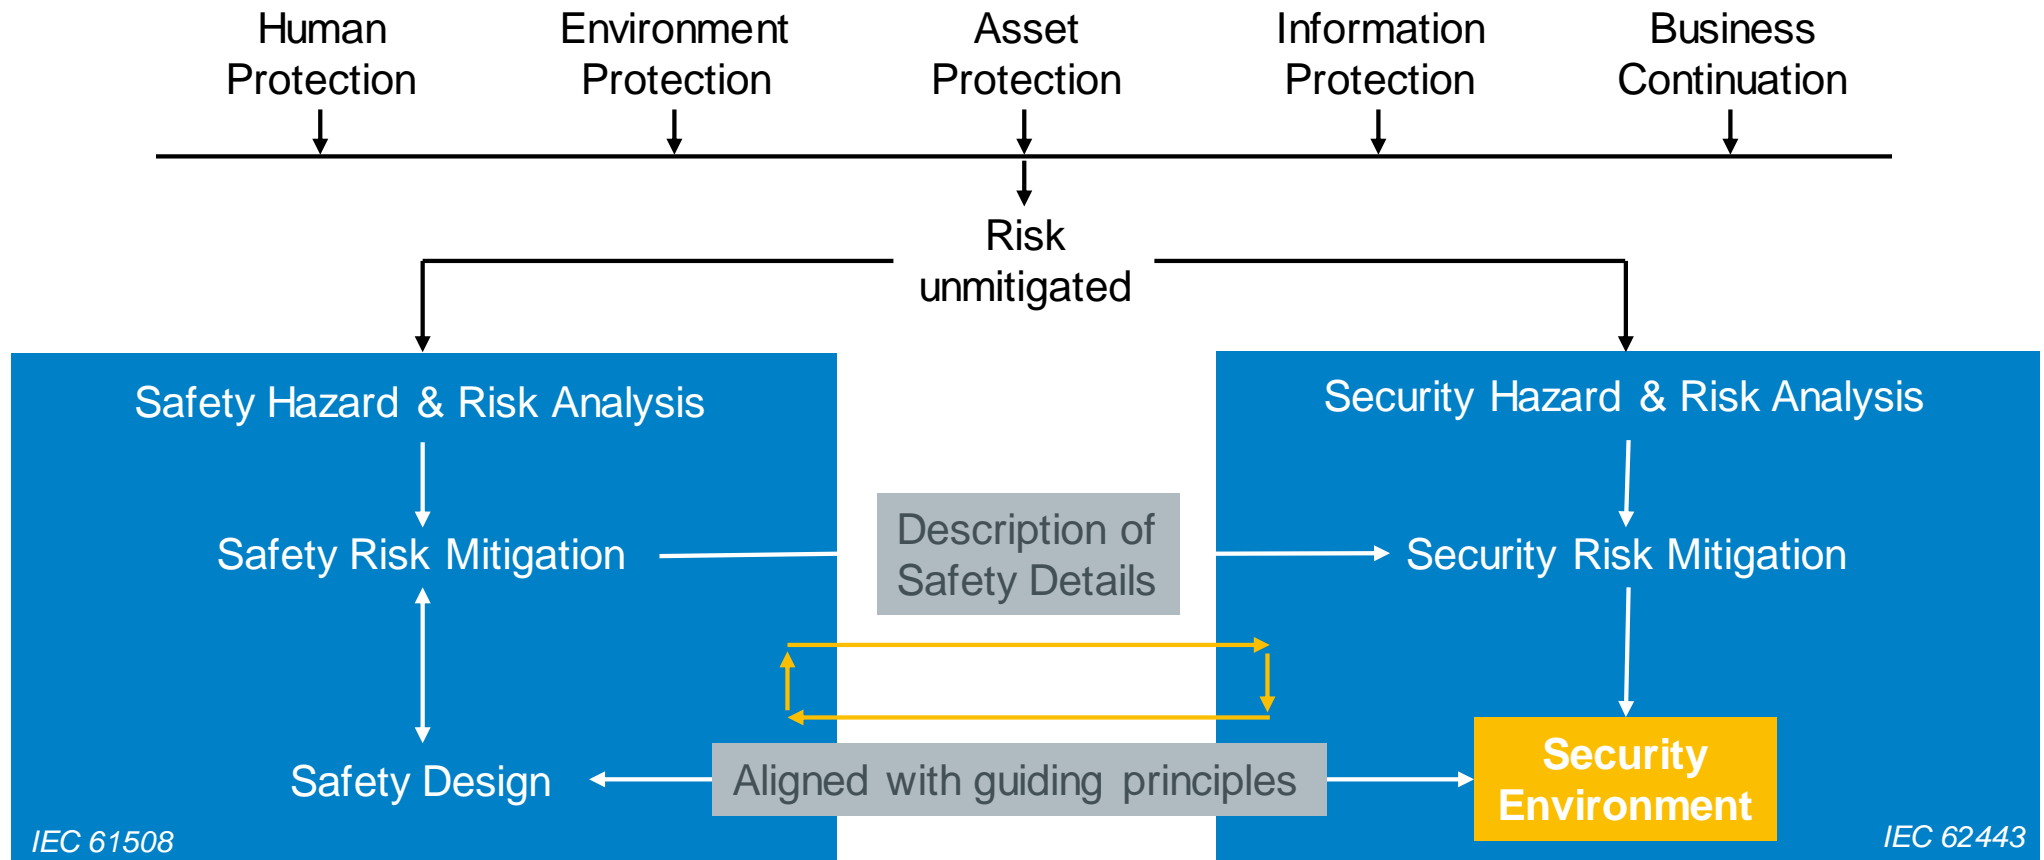 Human
Protection
Environment
Protection
Asset
Protection
Information
Protection
Business
Continuation
Risk
unmitigated
Safety Hazard & Risk Analysis
Security Hazard & Risk Analysis
Safety Risk Mitigation
Description of
Safety Details
Security Risk Mitigation
Safety Design
Aligned with guiding principles
Security
Environment
IEC 61508
IEC 62443